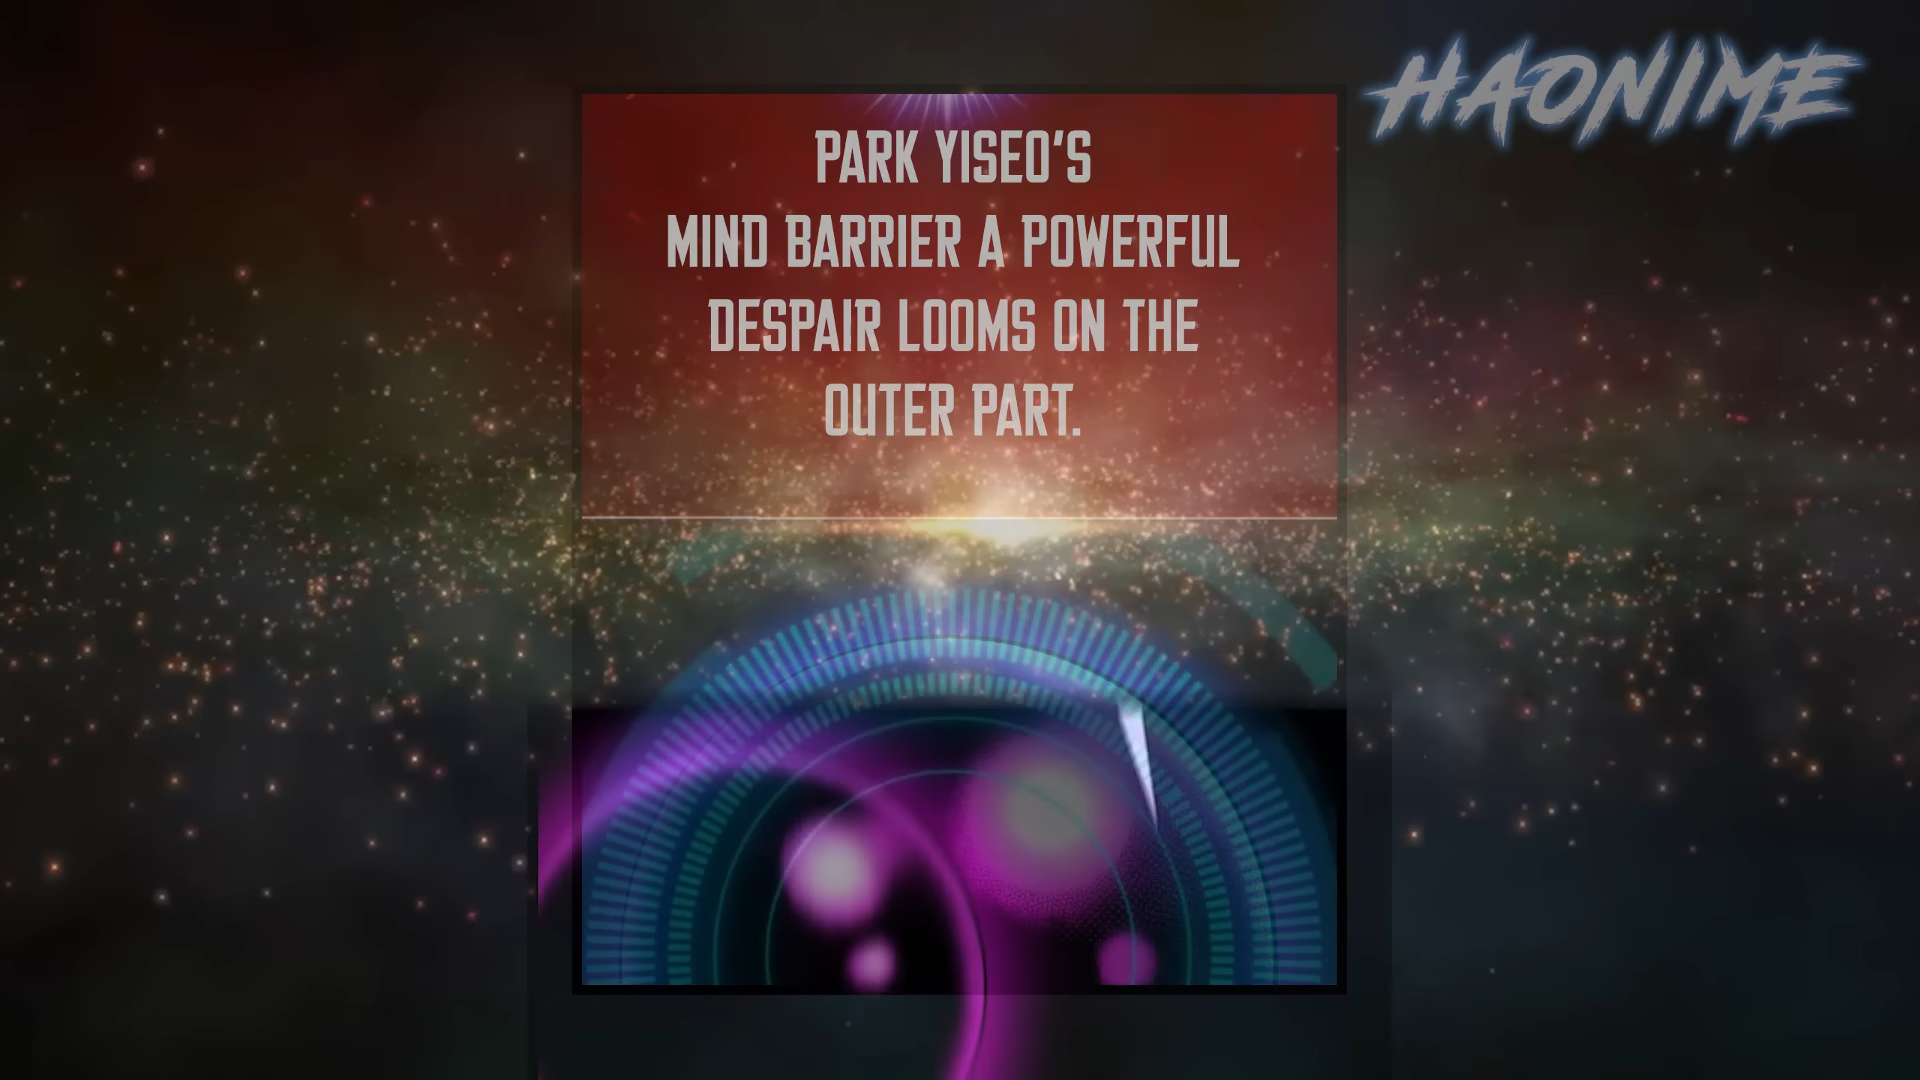 HAONIME
PARK YISEO'S
MIND BARRIER A POWERFUL
DESPAIR LOOMS ON THE
OUTER PART.